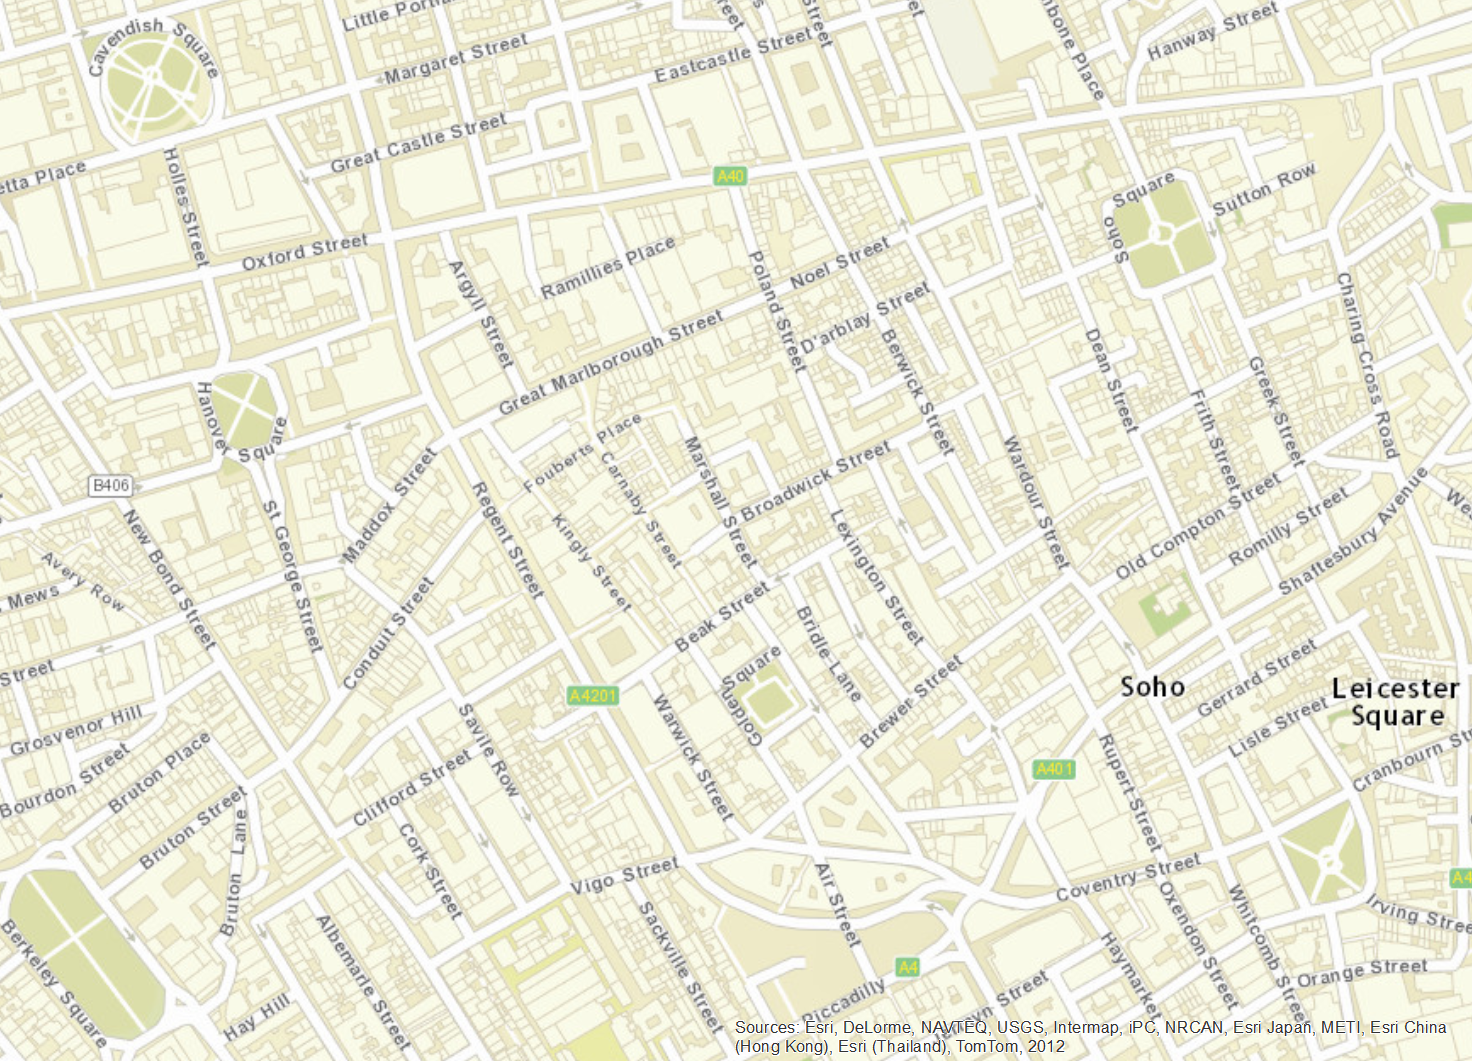 Cavendish Square
Margaret Street
Eastcastle Street
Hanway Street
Great Castle Street
Holles Street
Oxford Street
A40
Soho Square
Sutton Row
Argyll Street
Ramillies Place
Poland Street
Noel Street
Great Marlborough Street
D'arblay Street
Berwick Street
Dean Street
Charing Cross Road
Hanover Square
Frith Street
Greek Street
Fouberts Place
Carnaby Street
Marshall Street
Broadwick Street
Wardour Street
B406
Maddox Street
Regent Street
St George Street
New Bond Street
Kingly Street
Lexington Street
Old Compton Street
Romilly Street
Shaftesbury Avenue
Avery Row
Mews
Conduit Street
Beak Street
Bridle Lane
Street
Golden Square
Brewer Street
Soho
Gerrard Street
Leicester
Square
Lisle Street
A4201
Grosvenor Hill
Savile Row
Warwick Street
A401
Rupert Street
Bourdon Street
Bruton Place
Clifford Street
Bruton Street
Bruton Lane
Cork Street
Vigo Street
Air Street
Coventry Street
Oxendon Street
Whitcomb Street
Irving Street
Berkeley Square
Albemarle Street
Sackville Street
Haymarket
A4
Piccadilly
Orange Street
Hay Hill
Street
Sources: Esri, DeLorme, NAVTEQ, USGS, Intermap, iPC, NRCAN, Esri Japan, METI, Esri China
(Hong Kong), Esri (Thailand), TomTom, 2012